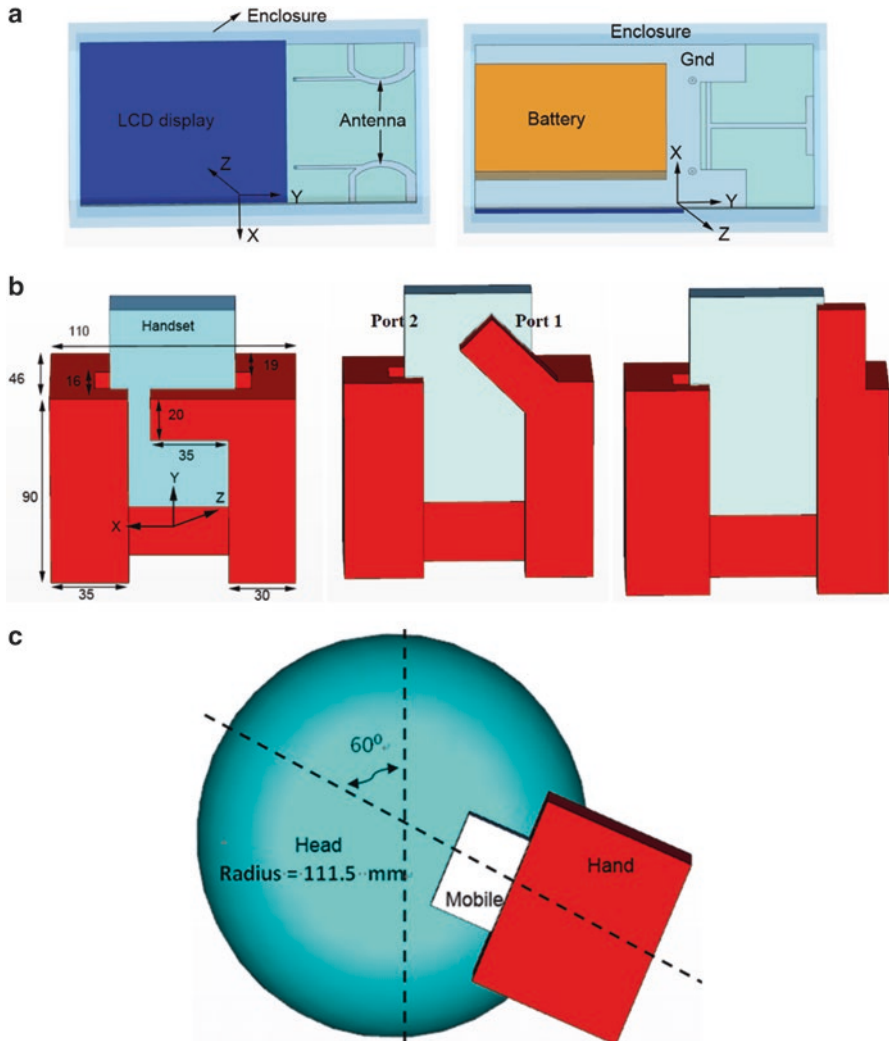 a
Enclosure
LCD display
Antenna
Z
Y
X
Enclosure
Gnd
Battery
X
Y
Z
b
110
Handset
46
16
19
20
35
90
Y
Z
X
35
30
Port 2
Port 1
c
60⁰
Head
Radius = 111.5 mm
Mobile
Hand